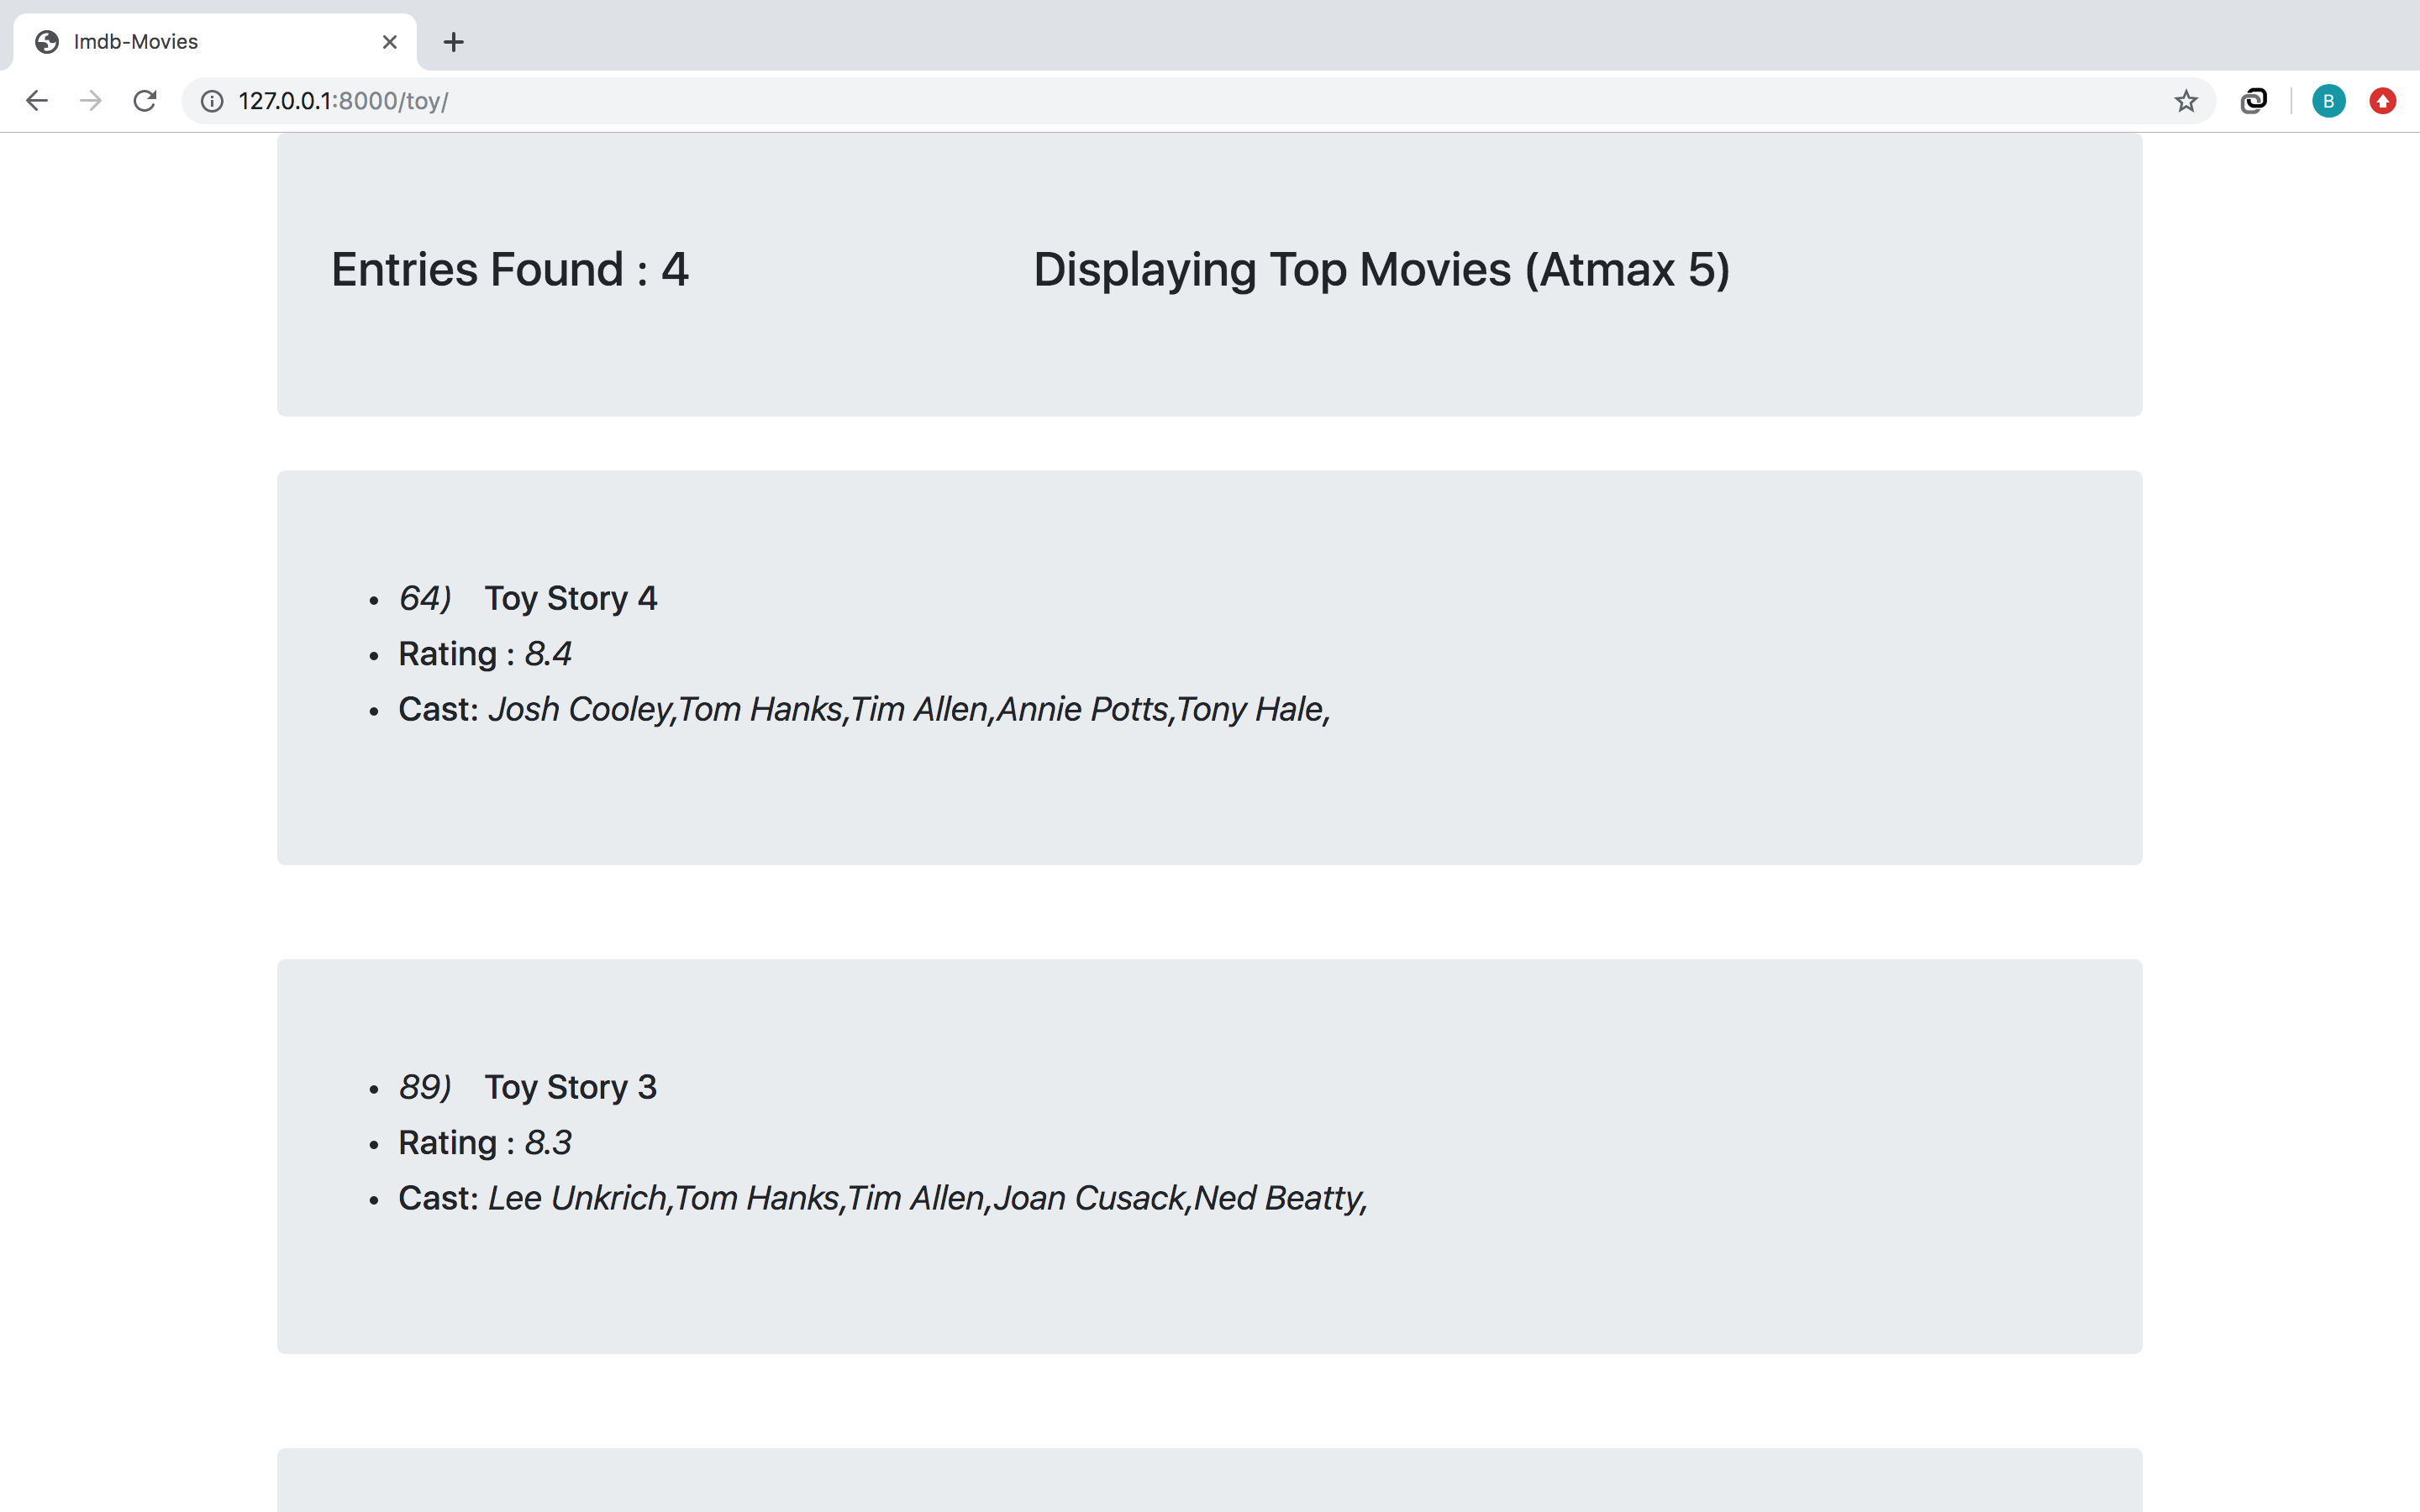 Imdb-Movies
127.0.0.1:8000/toy/
B
Entries Found : 4 Displaying Top Movies (Atmax 5)
• 64) Toy Story 4
• Rating : 8.4
• Cast: Josh Cooley,Tom Hanks,Tim Allen,Annie Potts,Tony Hale,
• 89) Toy Story 3
• Rating : 8.3
• Cast: Lee Unkrich,Tom Hanks,Tim Allen,Joan Cusack,Ned Beatty,